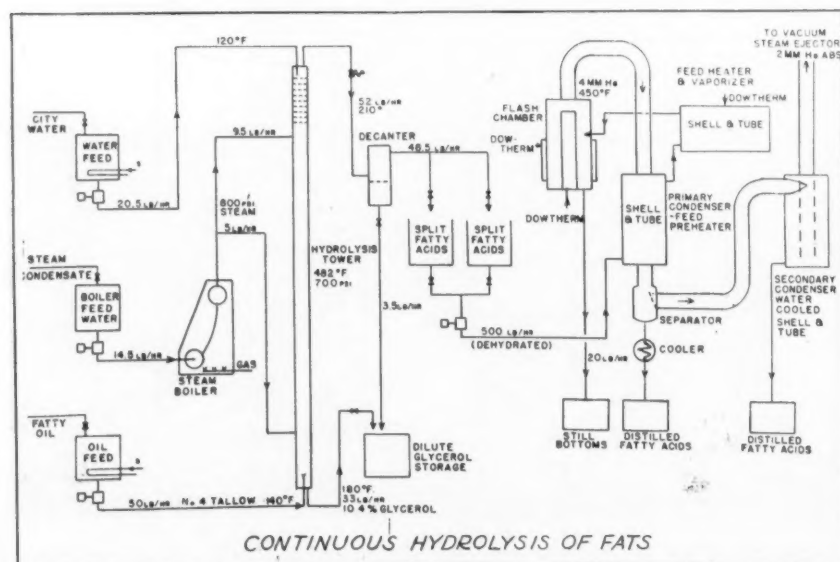 120°F
CITY WATER
WATER FEED
20.5 LB/HR
9.5 LB/HR
800 PSI STEAM
5 LB/HR
STEAM CONDENSATE
BOILER FEED WATER
14.5 LB/HR
STEAM BOILER
GAS
FATTY OIL
OIL FEED
50 LB/HR
No 4 TALLOW 140°F
HYDROLYSIS TOWER
482°F
700 PSI
52 LB/HR
210°
DECANTER
48.5 LB/HR
SPLIT FATTY ACIDS
SPLIT FATTY ACIDS
3.5 LB/HR
500 LB/HR
(DEHYDRATED)
180°F
33 LB/HR
10.4% GLYCEROL
DILUTE GLYCEROL STORAGE
FLASH CHAMBER
4 MM HG
450°F
DOW-THERM
DOWTHERM
20 LB/HR
STILL BOTTOMS
FEED HEATER & VAPORIZER
DOWTHERM
SHELL & TUBE
SHELL & TUBE
PRIMARY CONDENSER
-FEED PREHEATER
SEPARATOR
COOLER
DISTILLED FATTY ACIDS
TO VACUUM
STEAM EJECTOR
2 MM HG ABS
SECONDARY CONDENSER
WATER COOLED
SHELL & TUBE
DISTILLED FATTY ACIDS
CONTINUOUS HYDROLYSIS OF FATS